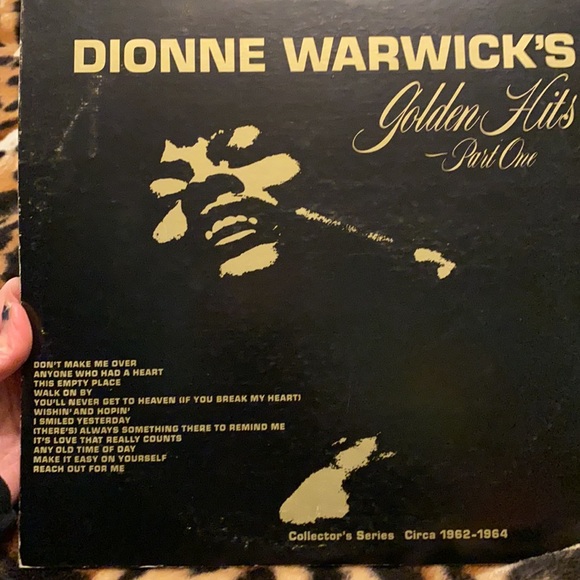 DIONNE WARWICK'S
Golden Hits
—Part One
DON'T MAKE ME OVER
ANYONE WHO HAD A HEART
THIS EMPTY PLACE
WALK ON BY
YOU'LL NEVER GET TO HEAVEN (IF YOU BREAK MY HEART)
WISHIN' AND HOPIN'
I SMILED YESTERDAY
(THERE'S) ALWAYS SOMETHING THERE TO REMIND ME
IT'S LOVE THAT REALLY COUNTS
ANY OLD TIME OF DAY
MAKE IT EASY ON YOURSELF
REACH OUT FOR ME
Collector's Series Circa 1962-1964